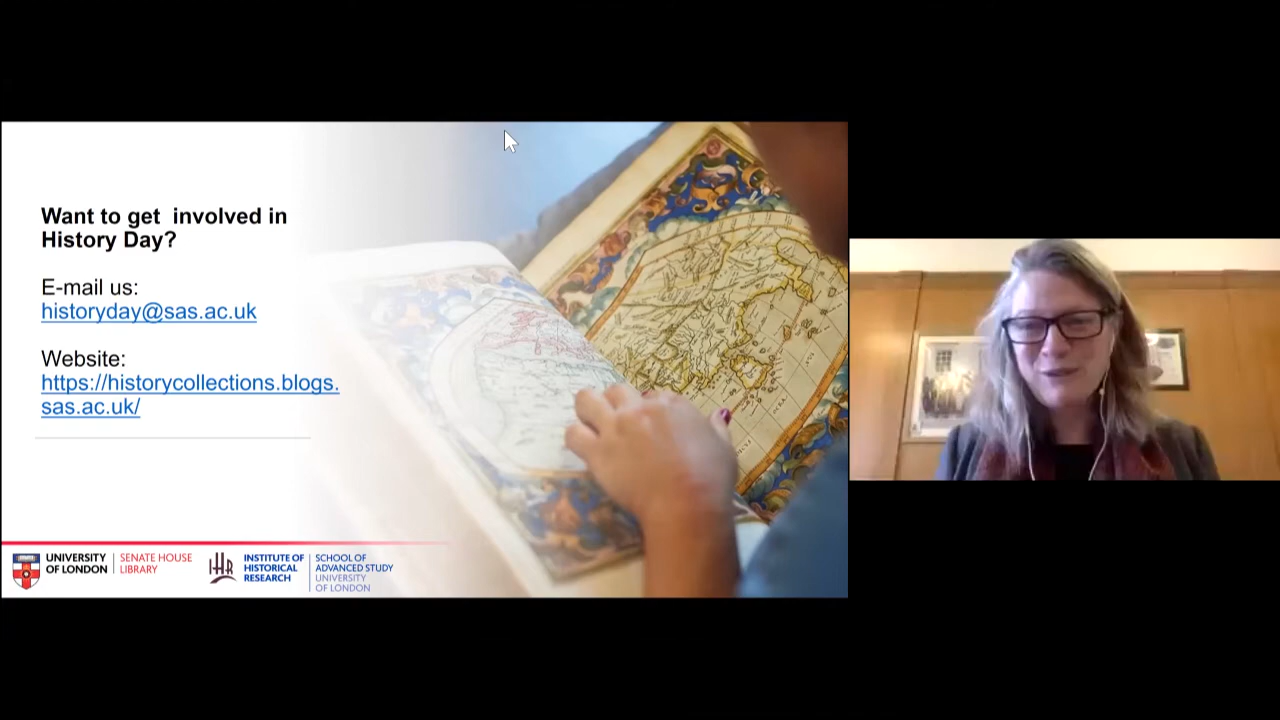 Want to get  involved in
History Day?
E-mail us:
historyday@sas.ac.uk
Website:
https://historycollections.blogs.
sas.ac.uk/
UNIVERSITY
OF LONDON
SENATE HOUSE
LIBRARY
INSTITUTE OF
HISTORICAL
RESEARCH
SCHOOL OF
ADVANCED STUDY
UNIVERSITY
OF LONDON